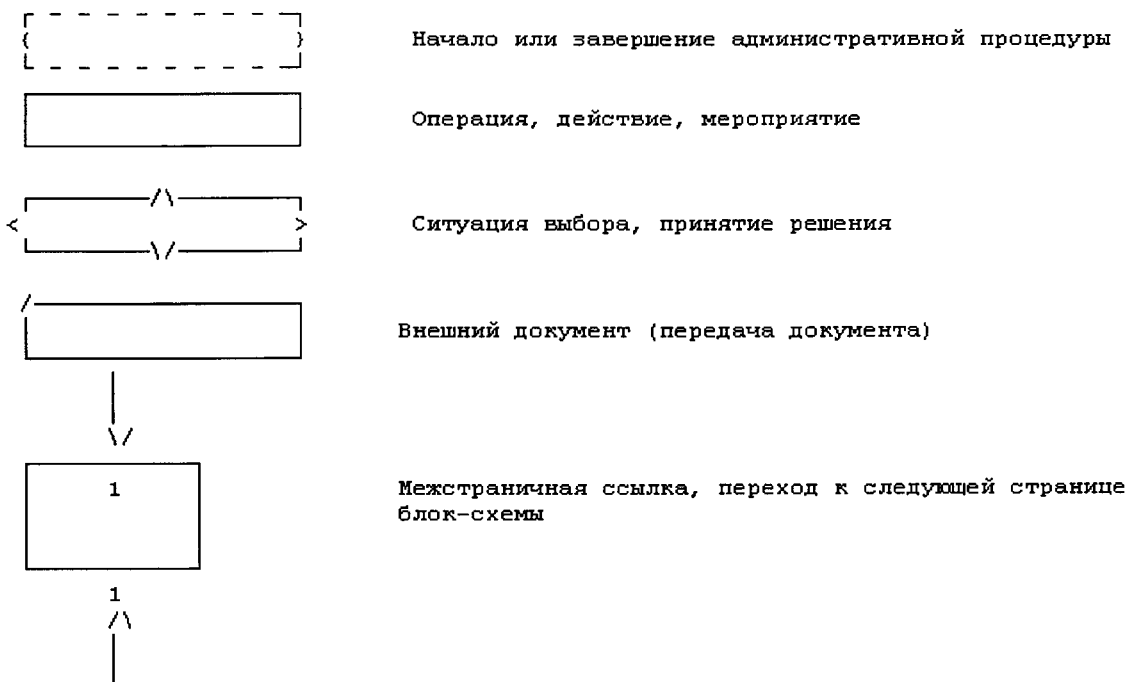 Начало или завершение административной процедуры
Операция, действие, мероприятие
Ситуация выбора, принятие решения
Внешний документ (передача документа)
1
Межстраничная ссылка, переход к следующей странице
блок-схемы
1